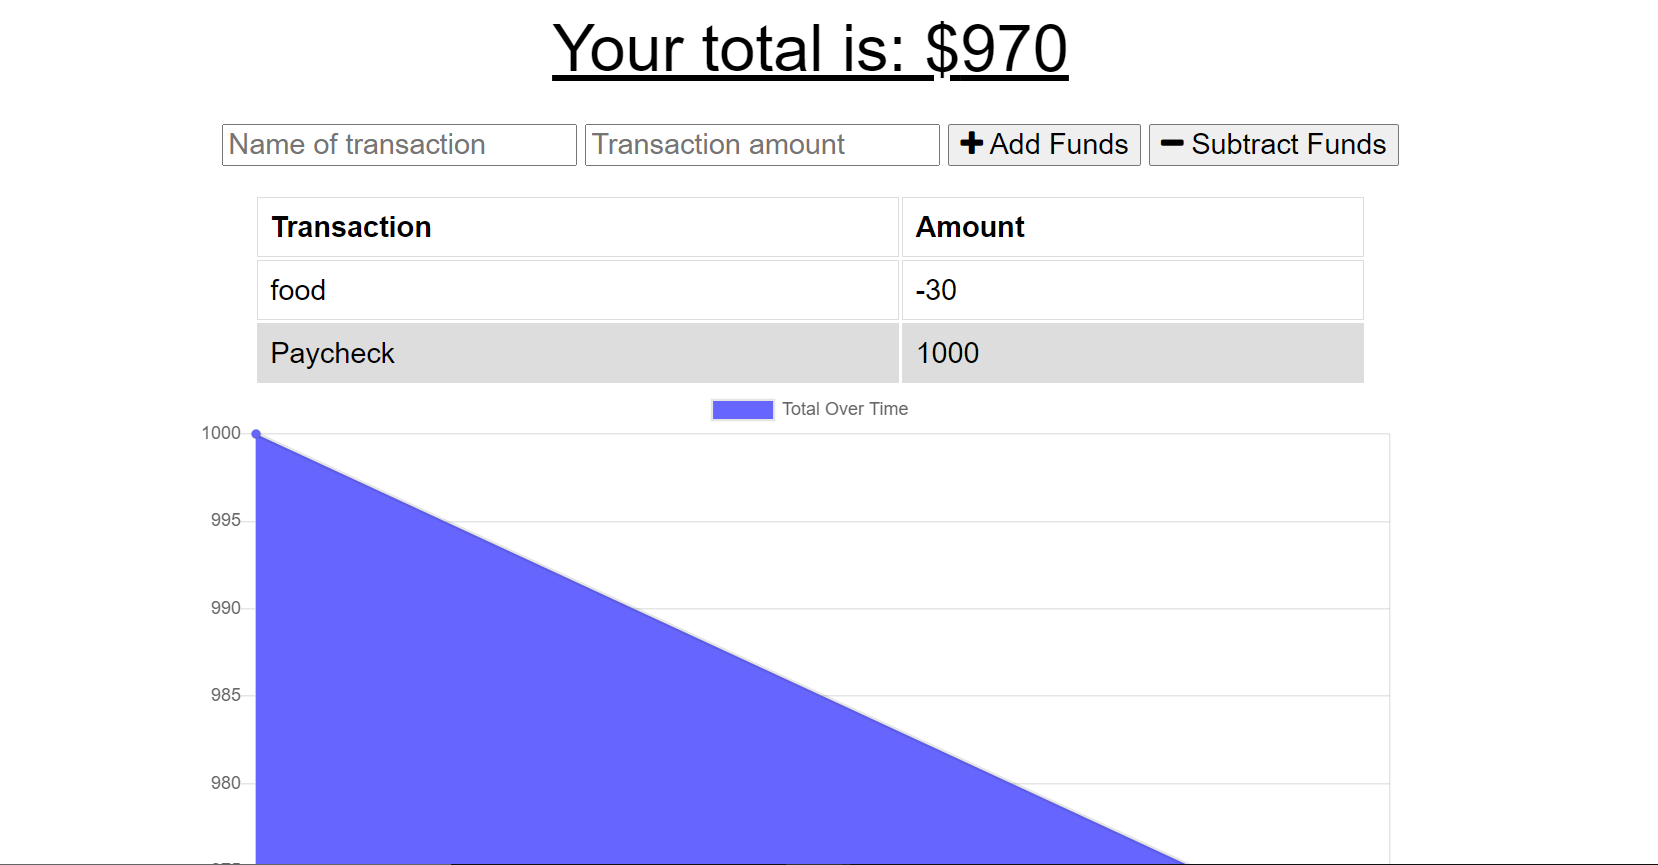 Your total is: $970
Name of transaction Transaction amount Add Funds Subtract Funds
Transaction Amount
food -30
Paycheck 1000
Total Over Time
1000
995
990
985
980